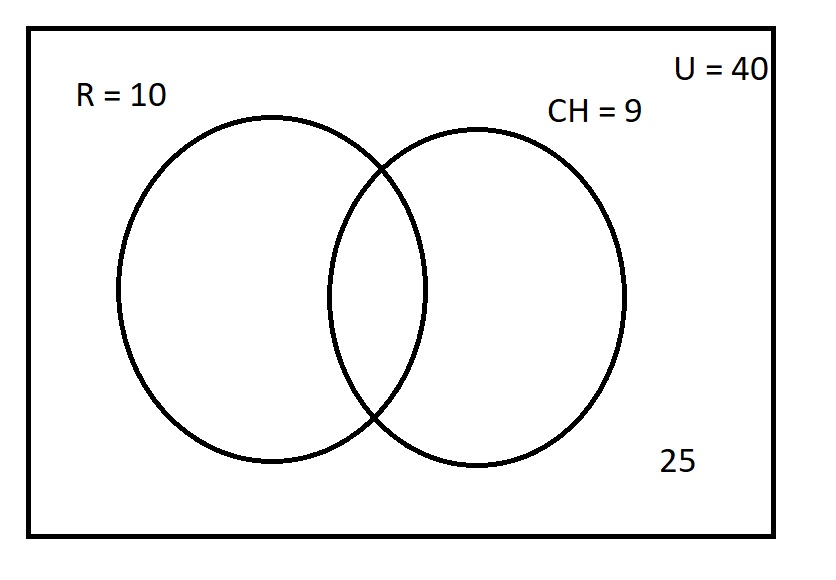 U = 40
R = 10
CH = 9
25